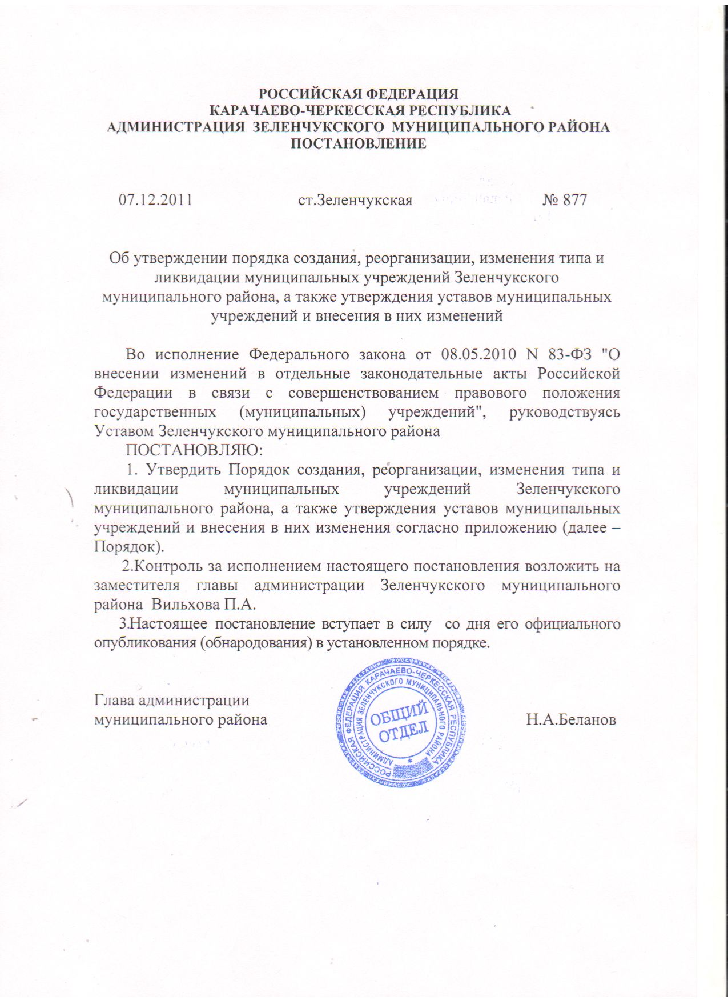 РОССИЙСКАЯ ФЕДЕРАЦИЯ
КАРАЧАЕВО-ЧЕРКЕССКАЯ РЕСПУБЛИКА
АДМИНИСТРАЦИЯ ЗЕЛЕНЧУКСКОГО МУНИЦИПАЛЬНОГО РАЙОНА
ПОСТАНОВЛЕНИЕ
07.12.2011 ст.Зеленчукская № 877
Об утверждении порядка создания, реорганизации, изменения типа и
ликвидации муниципальных учреждений Зеленчукского
муниципального района, а также утверждения уставов муниципальных
учреждений и внесения в них изменений
Во исполнение Федерального закона от 08.05.2010 N 83-ФЗ "О
внесении изменений в отдельные законодательные акты Российской
Федерации в связи с совершенствованием правового положения
государственных (муниципальных) учреждений", руководствуясь
Уставом Зеленчукского муниципального района
ПОСТАНОВЛЯЮ:
1. Утвердить Порядок создания, реорганизации, изменения типа и
ликвидации муниципальных учреждений Зеленчукского
муниципального района, а также утверждения уставов муниципальных
учреждений и внесения в них изменения согласно приложению (далее –
Порядок).
2.Контроль за исполнением настоящего постановления возложить на
заместителя главы администрации Зеленчукского муниципального
района Вильхова П.А.
3.Настоящее постановление вступает в силу со дня его официального
опубликования (обнародования) в установленном порядке.
Глава администрации
муниципального района Н.А.Беланов
РОССИЙСКАЯ ФЕДЕРАЦИЯ КАРАЧАЕВО-ЧЕРКЕССКАЯ РЕСПУБЛИКА
АДМИНИСТРАЦИЯ ЗЕЛЕНЧУКСКОГО МУНИЦИПАЛЬНОГО РАЙОНА *
ОБЩИЙ
ОТДЕЛ